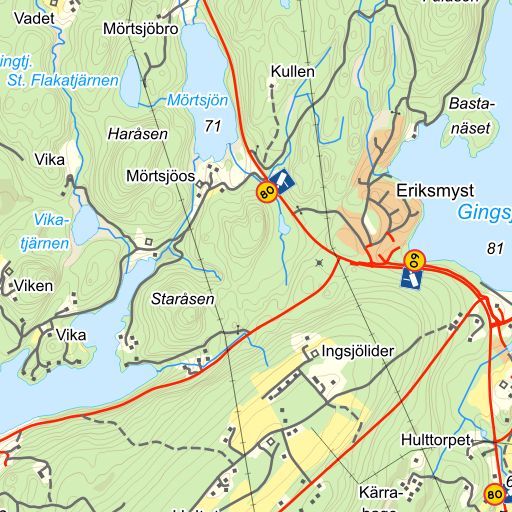 Vadet
Mörtsjöbro
St. Flakatjärnen
Kullen
Mörtsjön
71
Basta-
näset
Haråsen
Vika
Mörtsjöos
80
Eriksmyst
Vika-
tjärnen
81
60
Viken
Staråsen
Vika
Ingsjölider
Hulttorpet
Kärra-
80